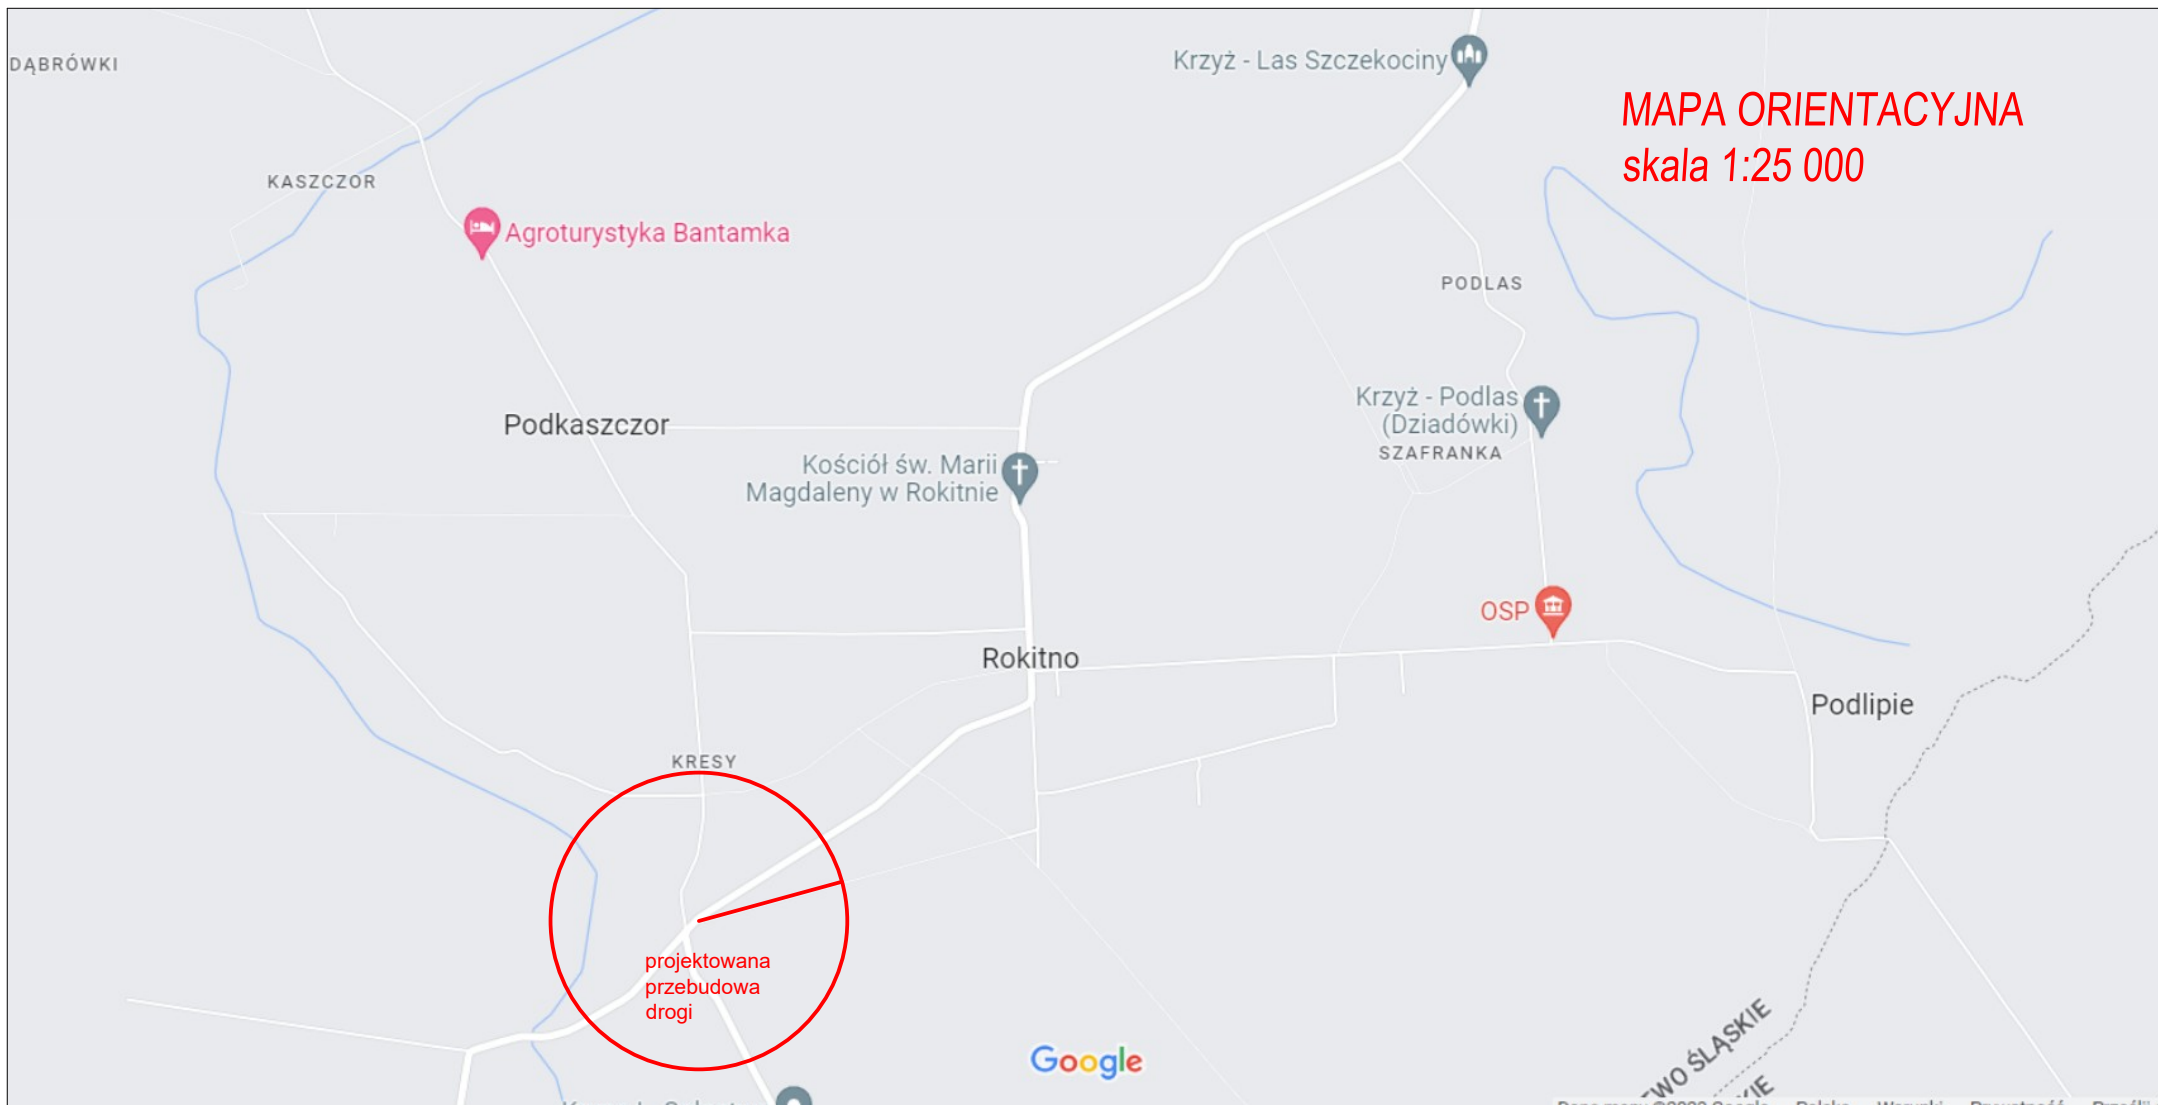 DĄBRÓWKI
Krzyż - Las Szczekociny
MAPA ORIENTACYJNA
skala 1:25 000
KASZCZOR
Agroturystyka Bantamka
PODLAS
Krzyż - Podlas
(Dziadówki)
SZAFRANKA
Podkaszczor
Kościół św. Marii
Magdaleny w Rokitnie
OSP
Rokitno
Podlipie
KRESY
projektowana
przebudowa
drogi
Google
ŚLĄSKIE